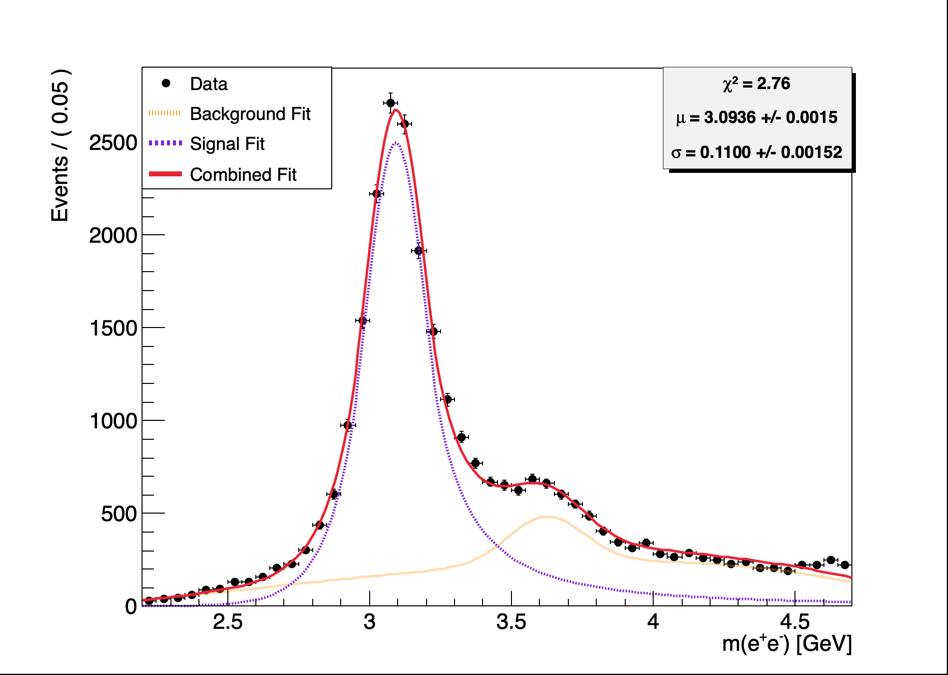 Events / ( 0.05 )
Data
Background Fit
Signal Fit
Combined Fit
χ² = 2.76
μ = 3.0936 +/- 0.0015
σ = 0.1100 +/- 0.00152
2500
2000
1500
1000
500
0
2.5 3 3.5 4 4.5
m(e⁺e⁻) [GeV]